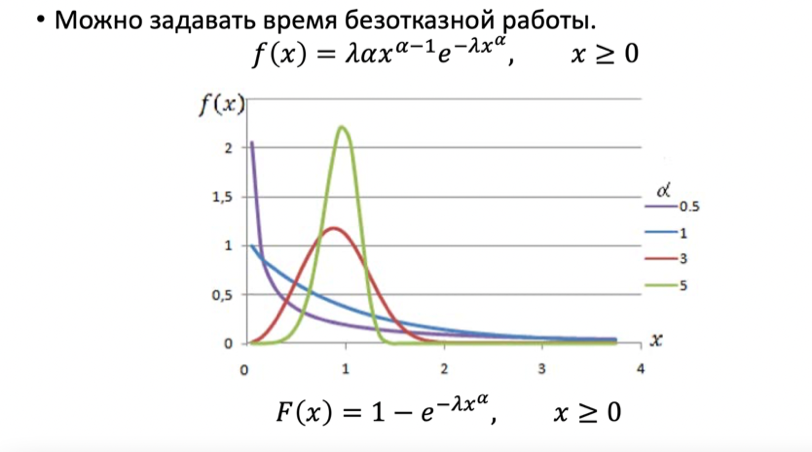 • Можно задавать время безотказной работы.
f(x) = λαx^{α−1}e^{−λx^α}, x ≥ 0
f(x)
2
1,5
1
0,5
0
0 1 2 3 4
x
α
0.5
1
3
5
F(x) = 1 − e^{−λx^α}, x ≥ 0